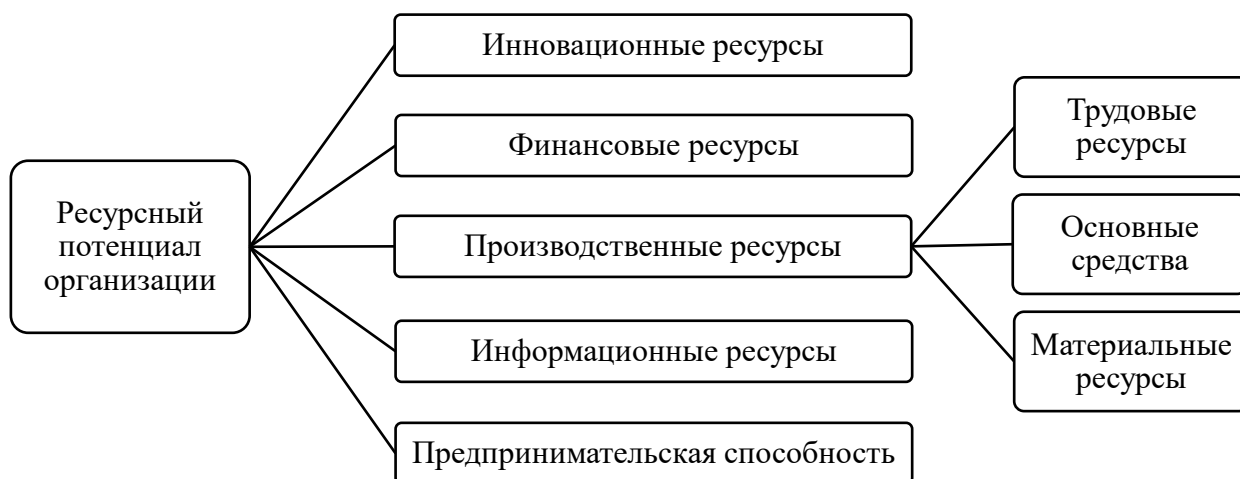 Ресурсный
потенциал
организации
Инновационные ресурсы
Финансовые ресурсы
Производственные ресурсы
Информационные ресурсы
Предпринимательская способность
Трудовые
ресурсы
Основные
средства
Материальные
ресурсы